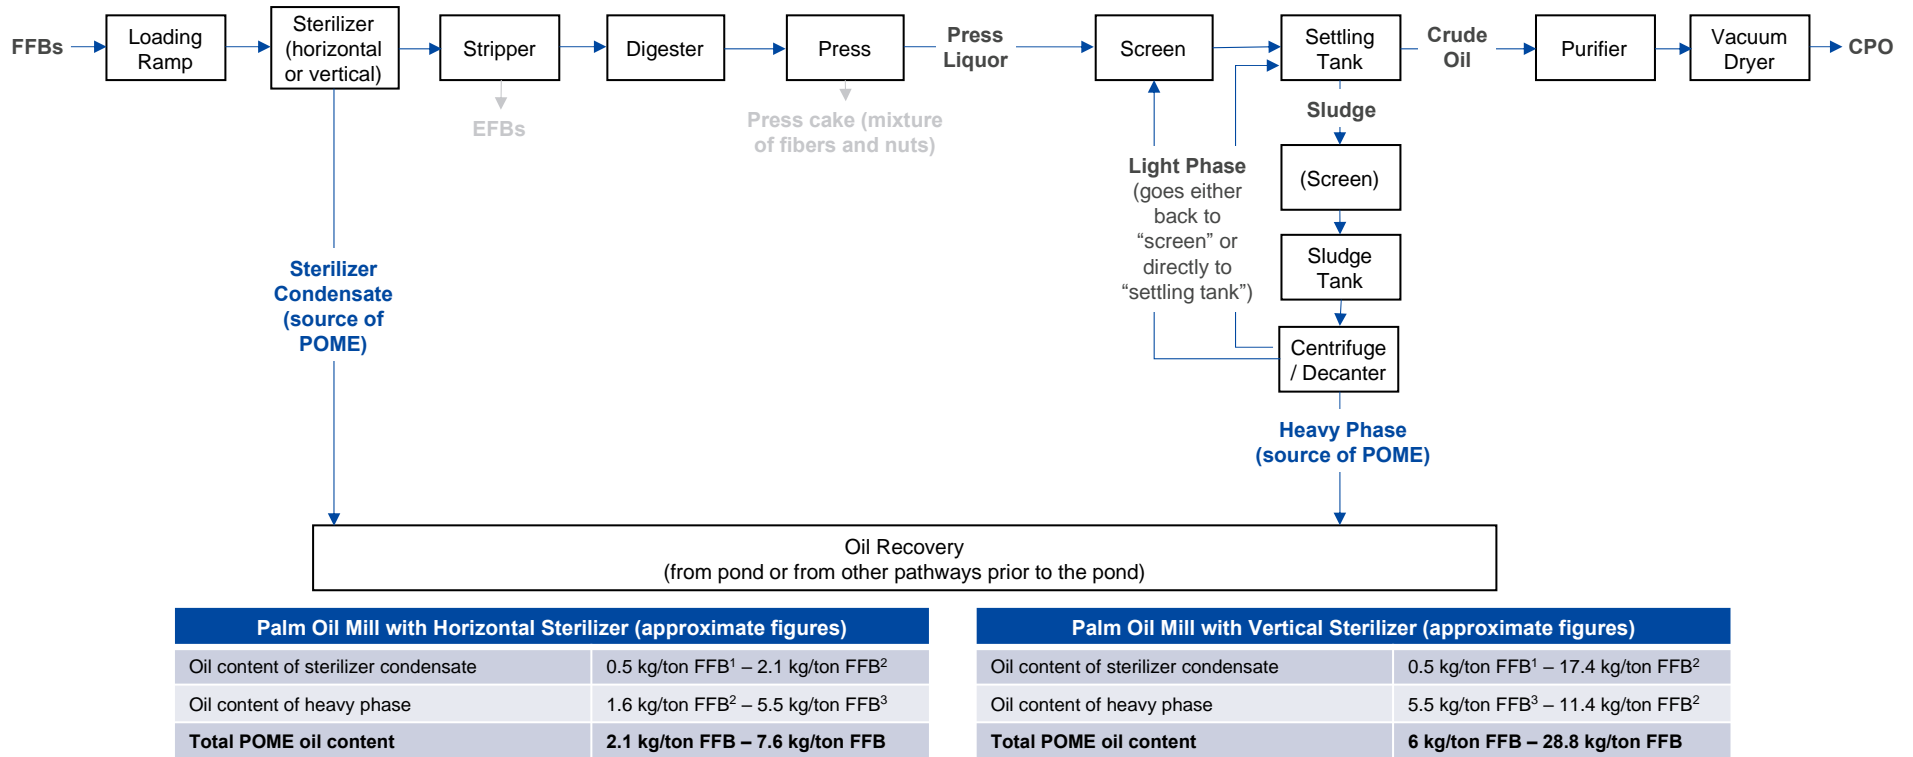 FFBs
Loading
Ramp
Sterilizer
(horizontal
or vertical)
Stripper
Digester
Press
Press
Liquor
Screen
Settling
Tank
Crude
Oil
Purifier
Vacuum
Dryer
CPO
EFBs
Press cake (mixture
of fibers and nuts)
Sludge
(Screen)
Light Phase
(goes either
back to
“screen” or
directly to
“settling tank”)
Sludge
Tank
Centrifuge
/ Decanter
Sterilizer
Condensate
(source of
POME)
Heavy Phase
(source of POME)
Oil Recovery
(from pond or from other pathways prior to the pond)
Palm Oil Mill with Horizontal Sterilizer (approximate figures)
Oil content of sterilizer condensate 0.5 kg/ton FFB¹ – 2.1 kg/ton FFB²
Oil content of heavy phase 1.6 kg/ton FFB² – 5.5 kg/ton FFB³
Total POME oil content 2.1 kg/ton FFB – 7.6 kg/ton FFB
Palm Oil Mill with Vertical Sterilizer (approximate figures)
Oil content of sterilizer condensate 0.5 kg/ton FFB¹ – 17.4 kg/ton FFB²
Oil content of heavy phase 5.5 kg/ton FFB³ – 11.4 kg/ton FFB²
Total POME oil content 6 kg/ton FFB – 28.8 kg/ton FFB